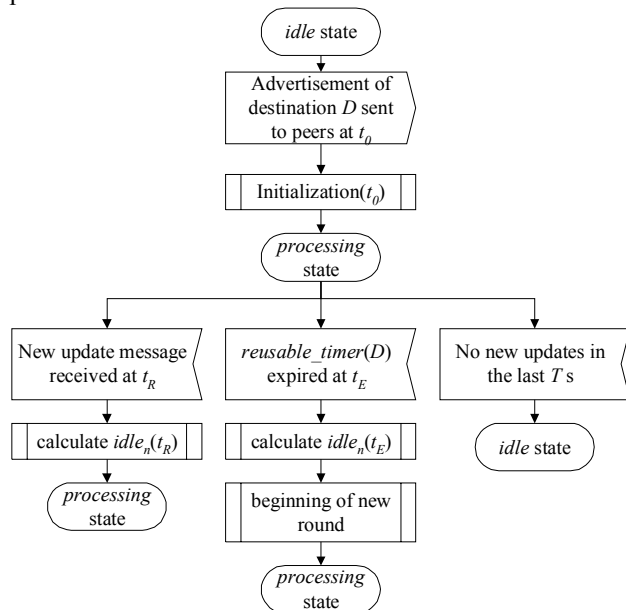 idle state
Advertisement of
destination D sent
to peers at t0
Initialization(t0)
processing
state
New update message
received at tR
reusable_timer(D)
expired at tE
No new updates in
the last T s
calculate idlen(tR)
calculate idlen(tE)
idle state
processing
state
beginning of new
round
processing
state